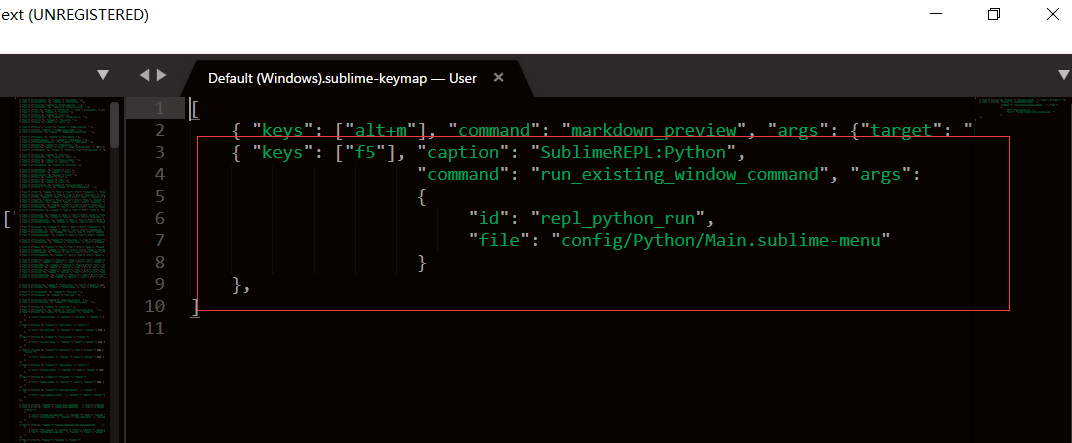 ext (UNREGISTERED)
Default (Windows).sublime-keymap — User
1 [
2 { "keys": ["alt+m"], "command": "markdown_preview", "args": {"target": "
3 { "keys": ["f5"], "caption": "SublimeREPL:Python",
4 "command": "run_existing_window_command", "args":
5 {
6 "id": "repl_python_run",
7 "file": "config/Python/Main.sublime-menu"
8 }
9 },
10 ]
11
[